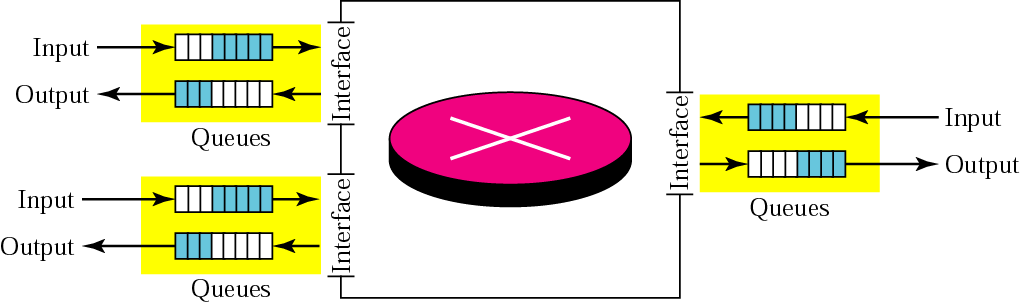 Input
Output
Queues
Interface
Input
Output
Queues
Interface
Interface
Input
Output
Queues